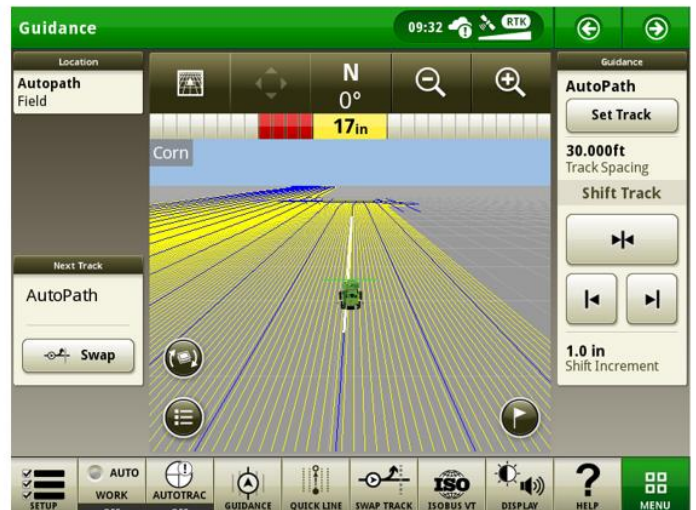 Guidance
09:32
RTK
Location
Autopath
Field
Next Track
AutoPath
Swap
N
0°
17in
Corn
Guidance
AutoPath
Set Track
30.000ft
Track Spacing
Shift Track
1.0 in
Shift Increment
SETUP
AUTO
WORK
AUTOTRAC
GUIDANCE
QUICK LINE
SWAP TRACK
ISO
ISOBUS VT
DISPLAY
?
HELP
MENU